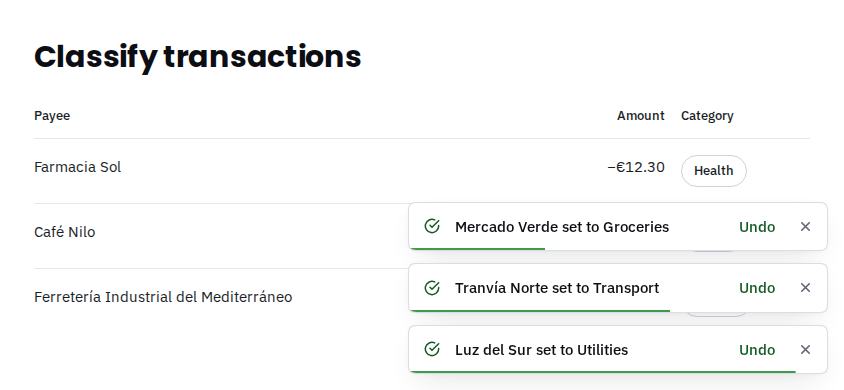 Classify transactions
Payee Amount Category
Farmacia Sol −€12.30 Health
Café Nilo
Mercado Verde set to Groceries Undo
Tranvía Norte set to Transport Undo
Ferretería Industrial del Mediterráneo
Luz del Sur set to Utilities Undo